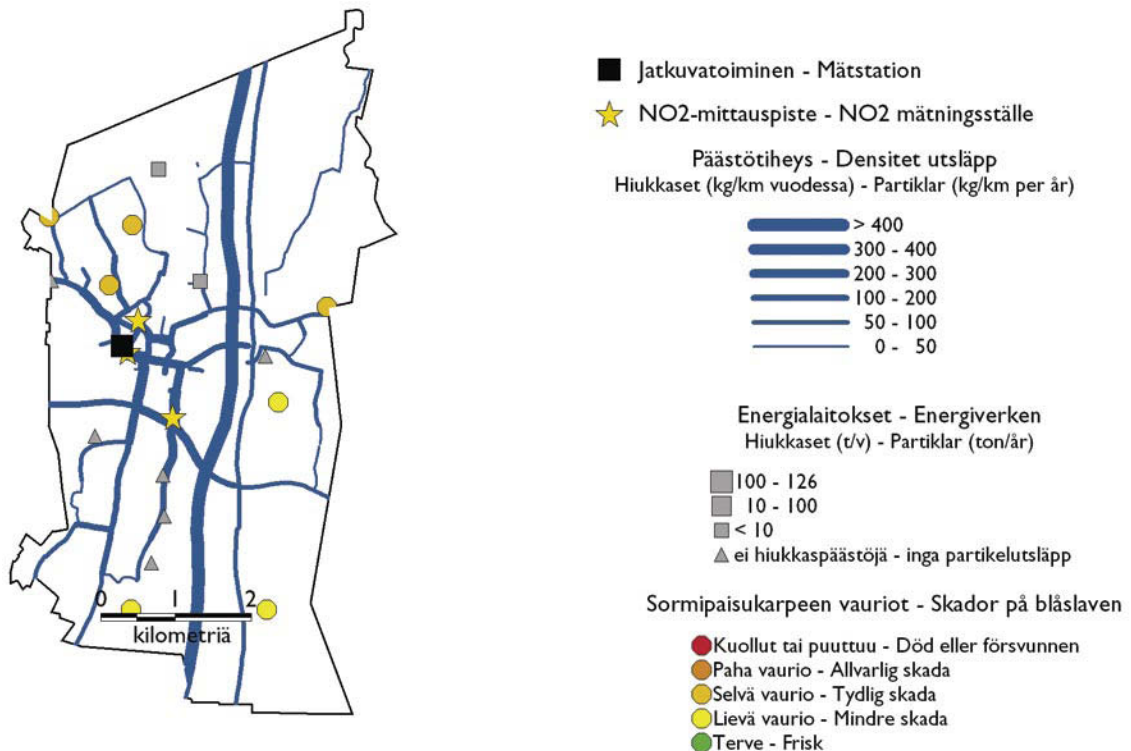 Jatkuvatoiminen - Mätstation
NO2-mittauspiste - NO2 mätningsställe
Päästötiheys - Densitet utsläpp
Hiukkaset (kg/km vuodessa) - Partiklar (kg/km per år)
> 400
300 - 400
200 - 300
100 - 200
50 - 100
0 - 50
Energialaitokset - Energiverken
Hiukkaset (t/v) - Partiklar (ton/år)
100 - 126
10 - 100
< 10
ei hiukkaspäästöjä - inga partikelutsläpp
0 1 2
kilometriä
Sormipaisukarpeen vauriot - Skador på blåslaven
Kuollut tai puuttuu - Död eller försvunnen
Paha vaurio - Allvarlig skada
Selvä vaurio - Tydlig skada
Lievä vaurio - Mindre skada
Terve - Frisk